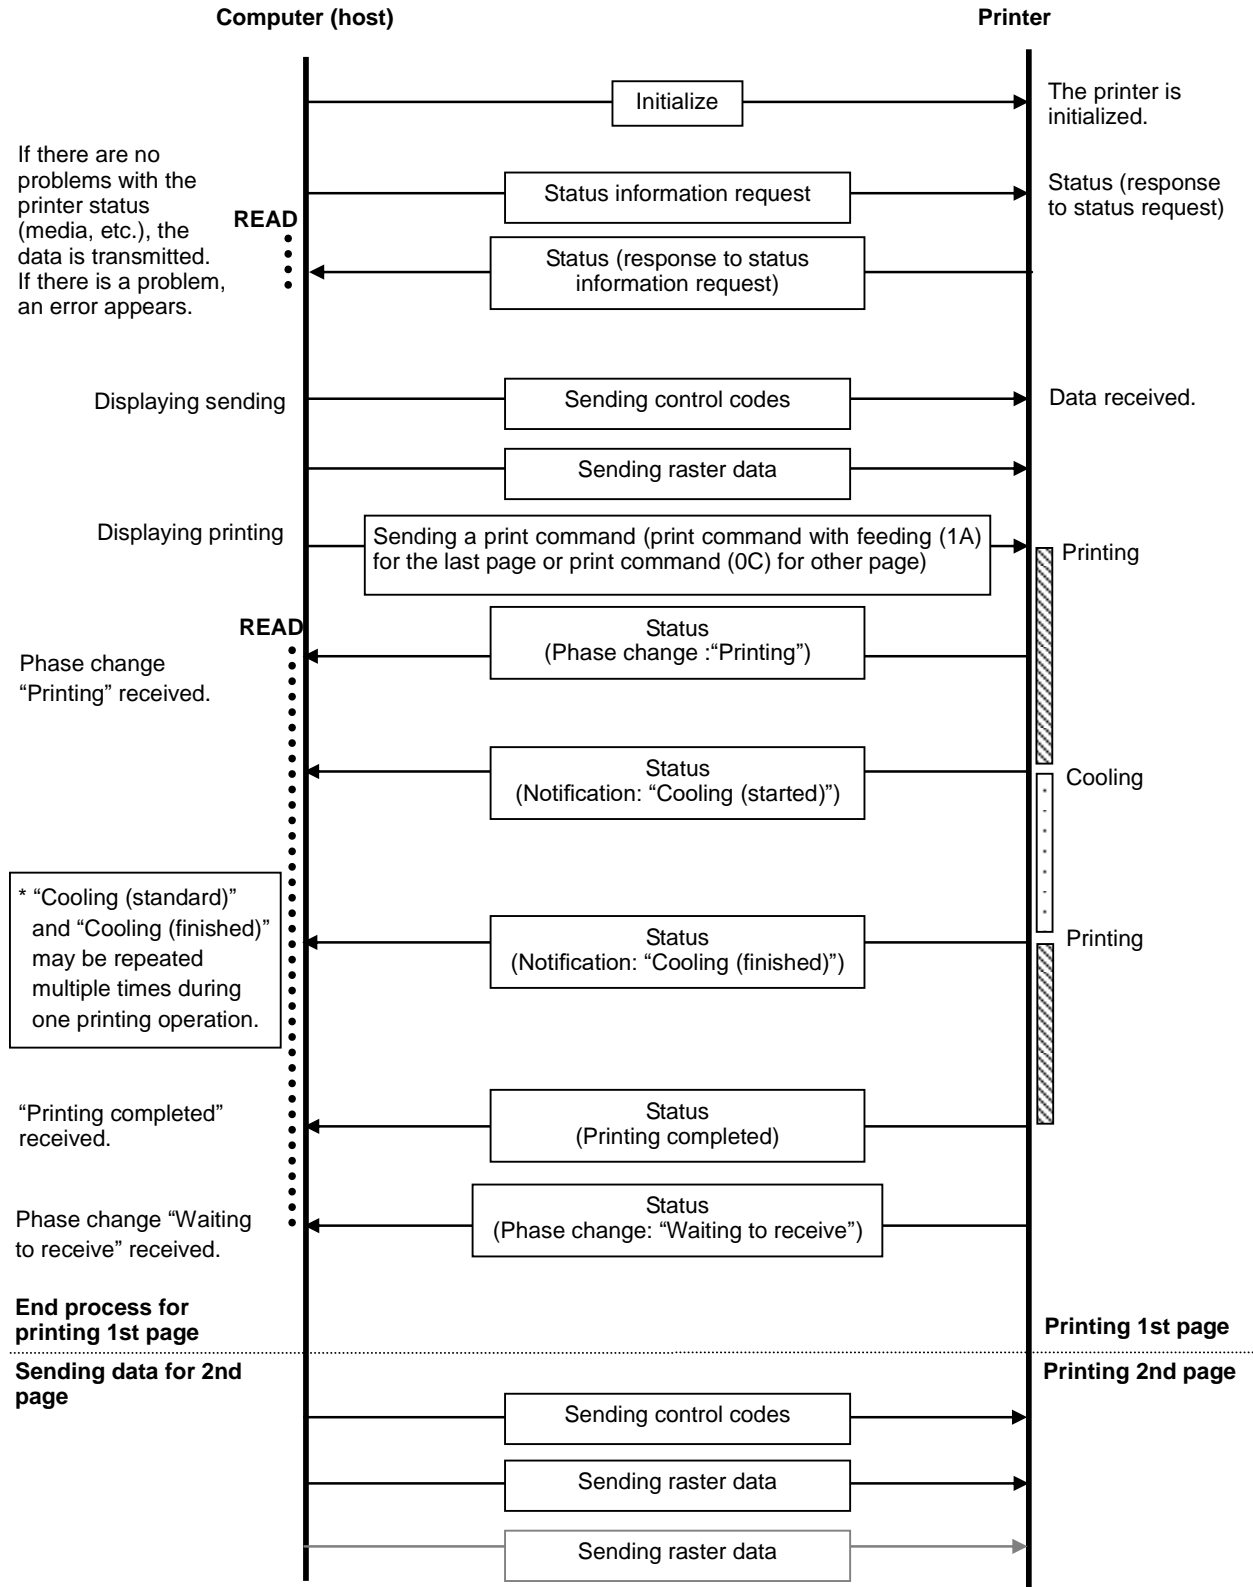 Computer (host)
Printer
Initialize
The printer is
initialized.
If there are no
problems with the
printer status
(media, etc.), the
data is transmitted.
If there is a problem,
an error appears.
READ
Status information request
Status (response
to status request)
Status (response to status
information request)
Displaying sending
Sending control codes
Data received.
Sending raster data
Displaying printing
Sending a print command (print command with feeding (1A)
for the last page or print command (0C) for other page)
Printing
READ
Status
(Phase change :“Printing”)
Phase change
“Printing” received.
Status
(Notification: “Cooling (started)”)
Cooling
* “Cooling (standard)”
and “Cooling (finished)”
may be repeated
multiple times during
one printing operation.
Status
(Notification: “Cooling (finished)”)
Printing
“Printing completed”
received.
Status
(Printing completed)
Phase change “Waiting
to receive” received.
Status
(Phase change: “Waiting to receive”)
End process for
printing 1st page
Printing 1st page
Sending data for 2nd
page
Printing 2nd page
Sending control codes
Sending raster data
Sending raster data